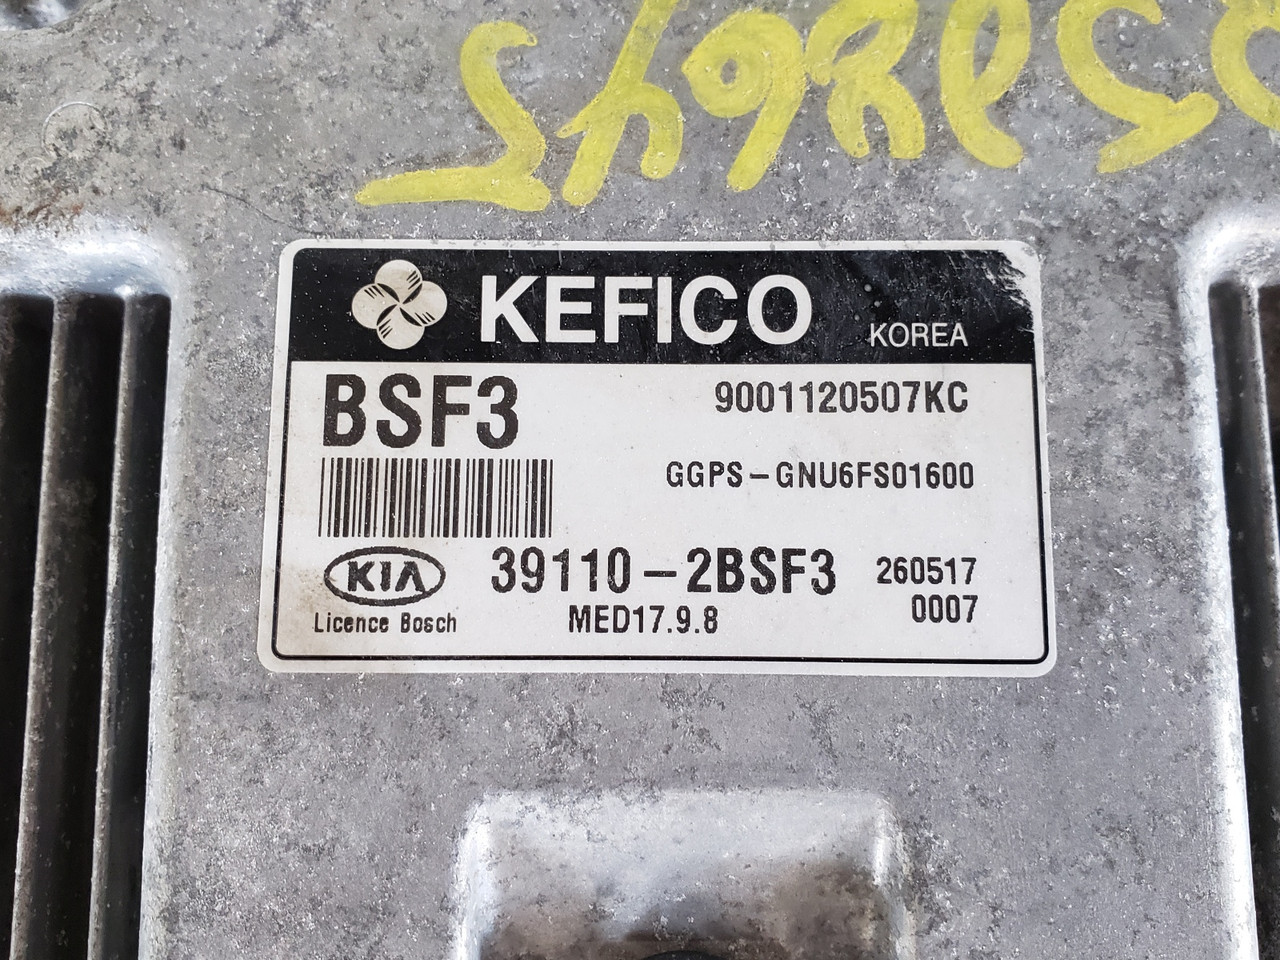 KEFICO
KOREA
BSF3
9001120507KC
GGPS-GNU6FS01600
KIA
39110-2BSF3
260517
Licence Bosch
MED17.9.8
0007